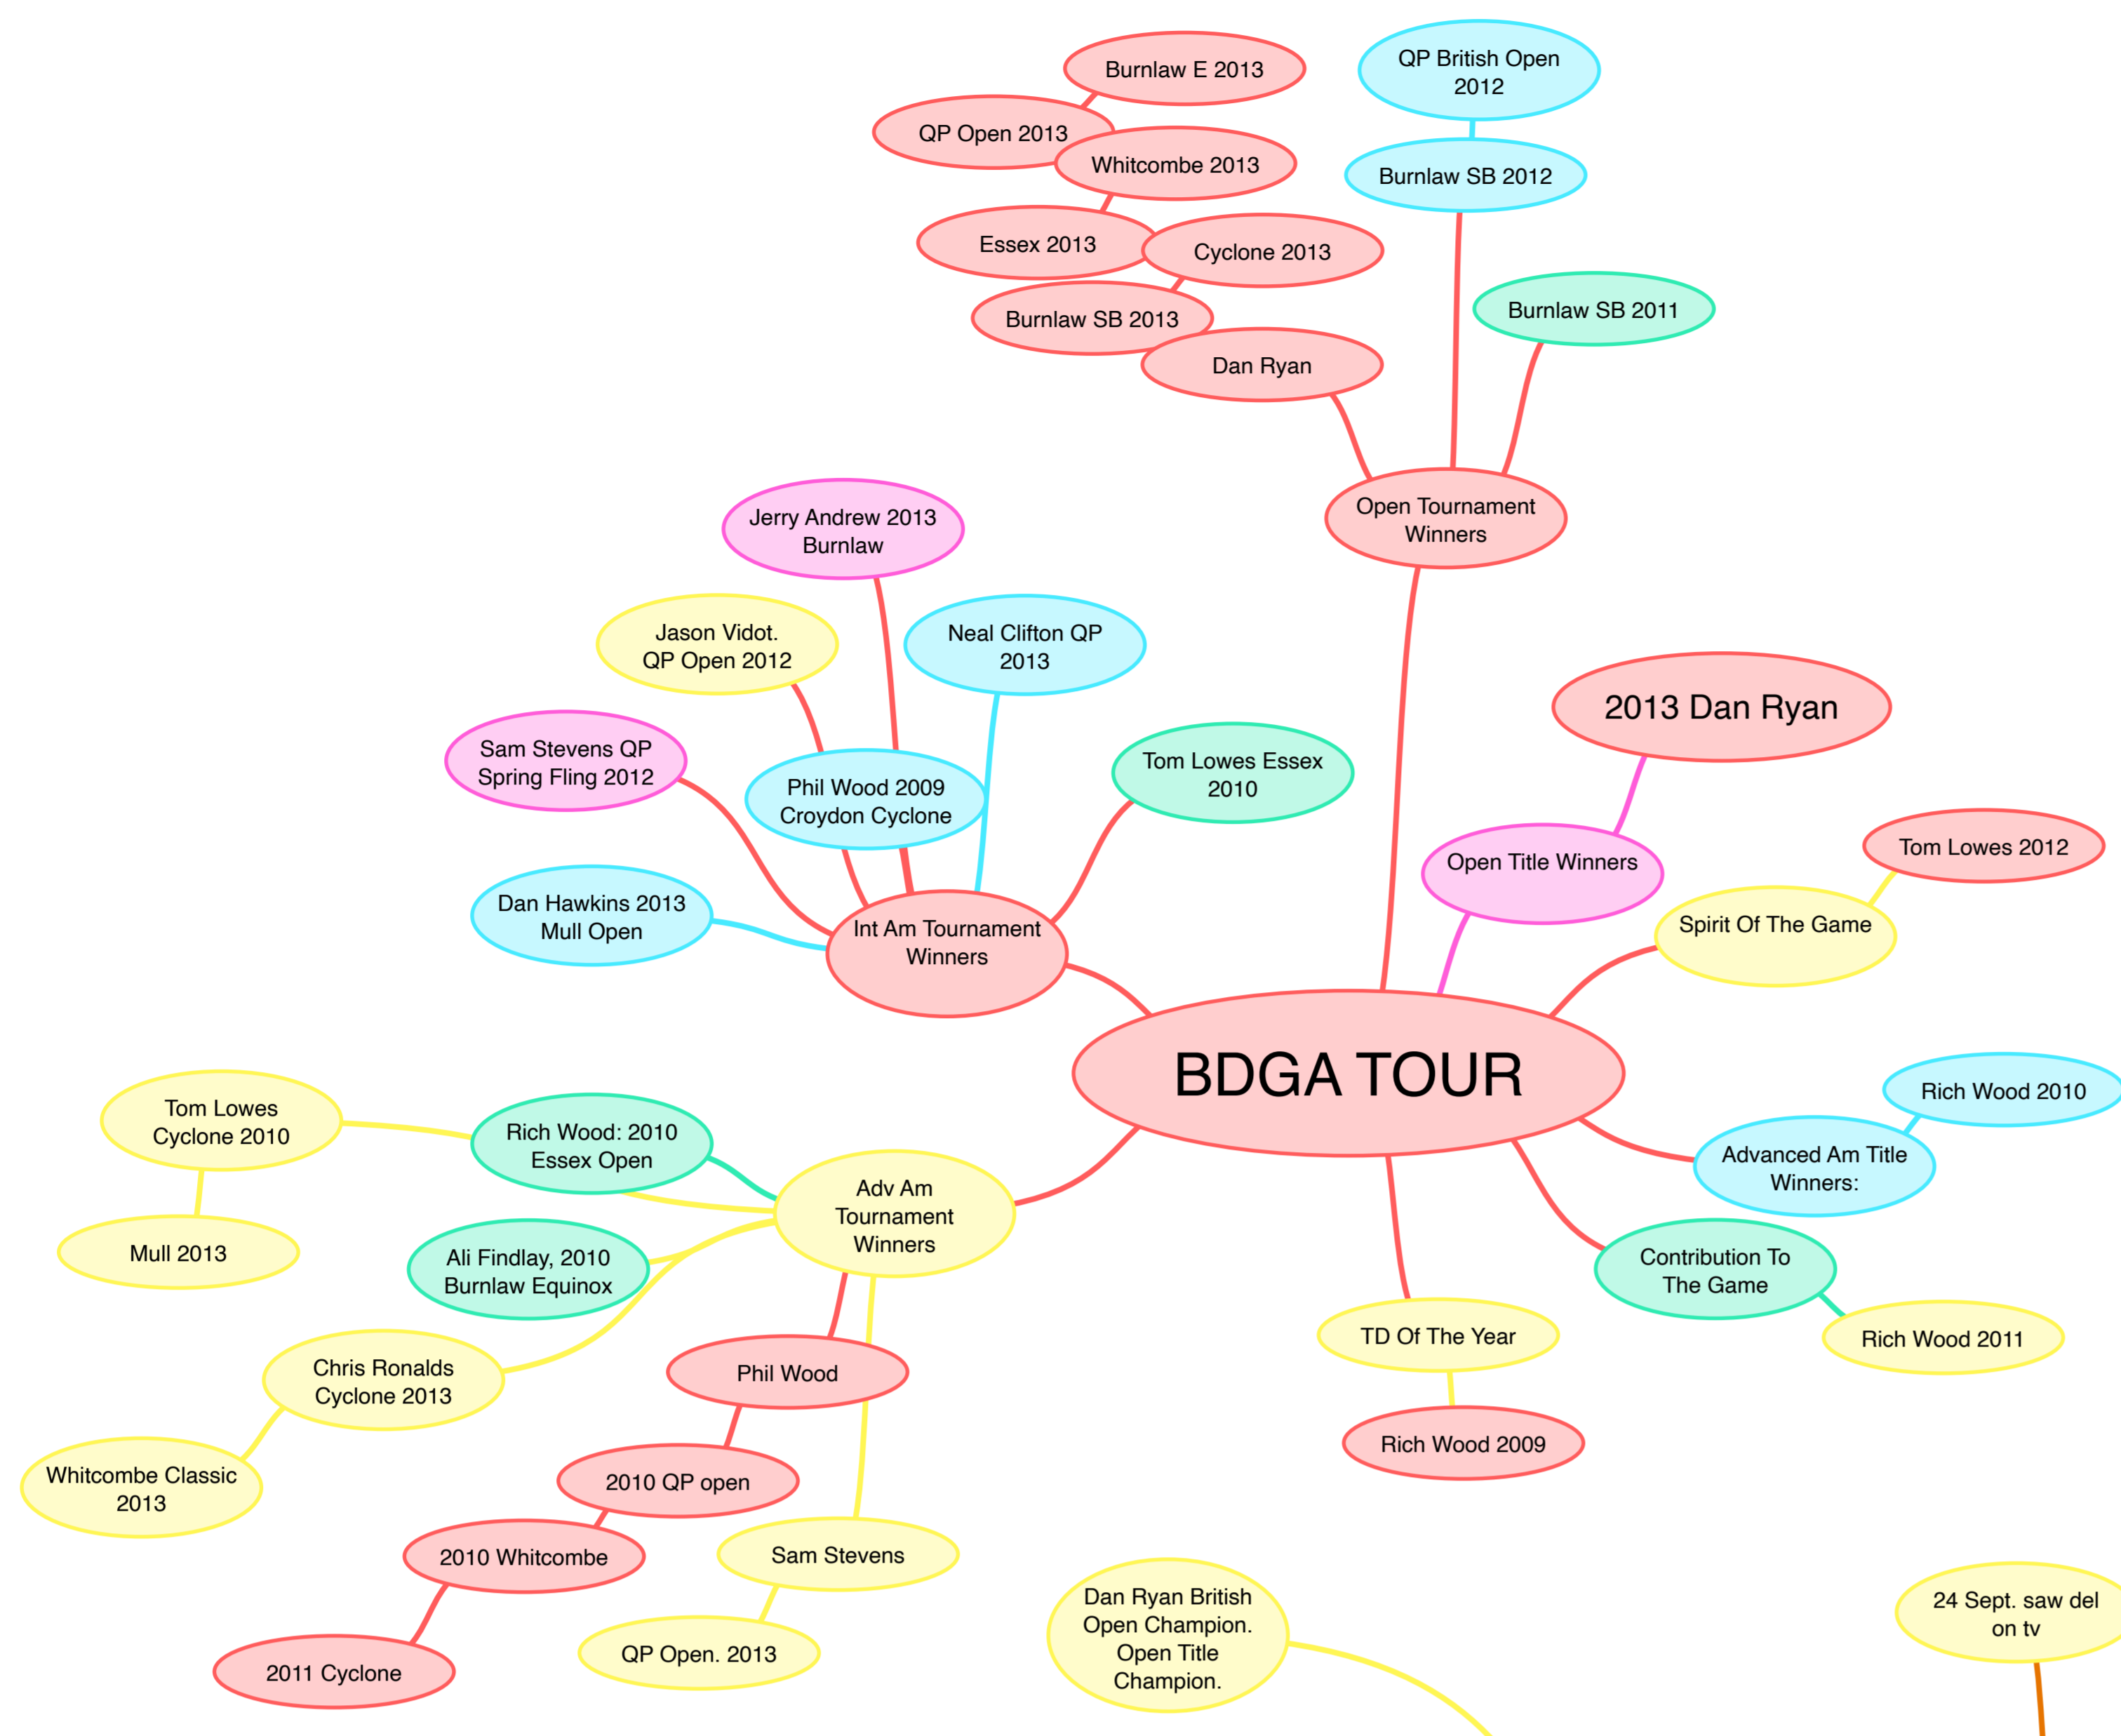 Burnlaw E 2013
QP British Open
2012
QP Open 2013
Whitcombe 2013
Burnlaw SB 2012
Essex 2013
Cyclone 2013
Burnlaw SB 2013
Burnlaw SB 2011
Dan Ryan
Open Tournament
Winners
Jerry Andrew 2013
Burnlaw
Jason Vidot.
QP Open 2012
Neal Clifton QP
2013
2013 Dan Ryan
Sam Stevens QP
Spring Fling 2012
Phil Wood 2009
Croydon Cyclone
Tom Lowes Essex
2010
Open Title Winners
Tom Lowes 2012
Dan Hawkins 2013
Mull Open
Int Am Tournament
Winners
Spirit Of The Game
BDGA TOUR
Rich Wood 2010
Tom Lowes
Cyclone 2010
Rich Wood: 2010
Essex Open
Advanced Am Title
Winners:
Adv Am
Tournament
Winners
Mull 2013
Ali Findlay, 2010
Burnlaw Equinox
Contribution To
The Game
TD Of The Year
Rich Wood 2011
Chris Ronalds
Cyclone 2013
Phil Wood
Rich Wood 2009
Whitcombe Classic
2013
2010 QP open
2010 Whitcombe
Sam Stevens
Dan Ryan British
Open Champion.
Open Title
Champion.
24 Sept. saw del
on tv
QP Open. 2013
2011 Cyclone